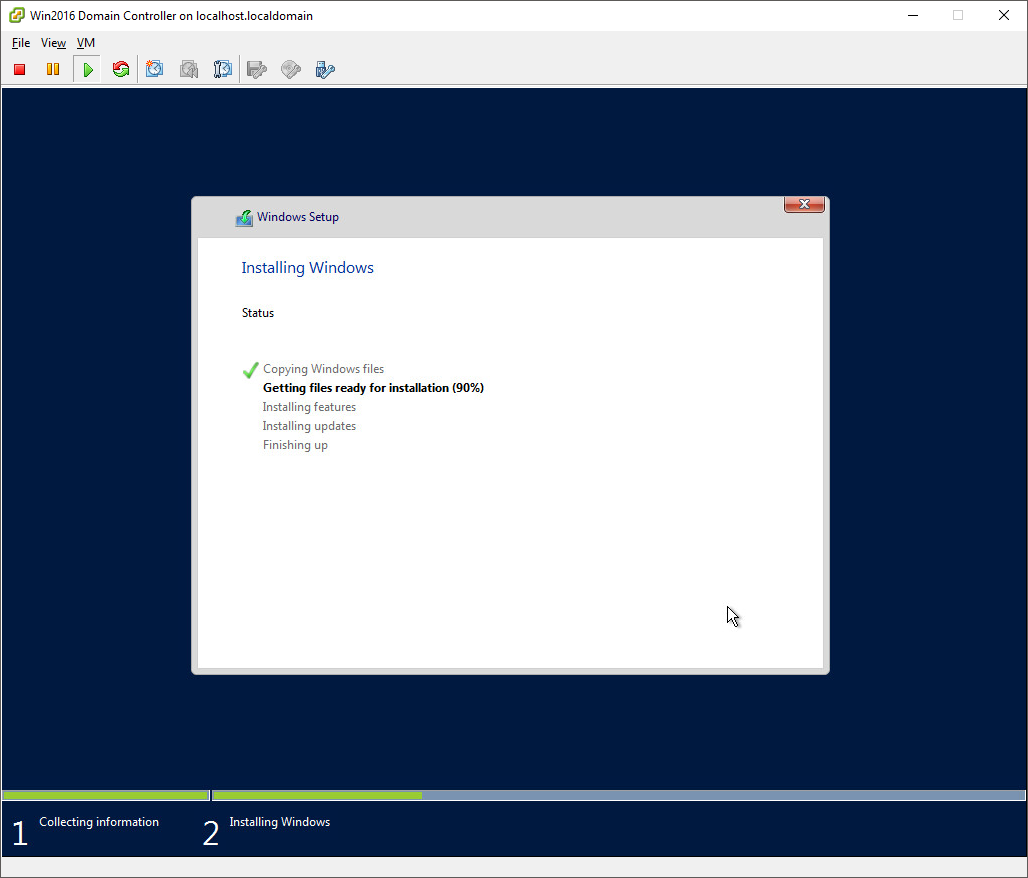 Win2016 Domain Controller on localhost.localdomain
File View VM
Windows Setup
Installing Windows
Status
Copying Windows files
Getting files ready for installation (90%)
Installing features
Installing updates
Finishing up
1 Collecting information 2 Installing Windows